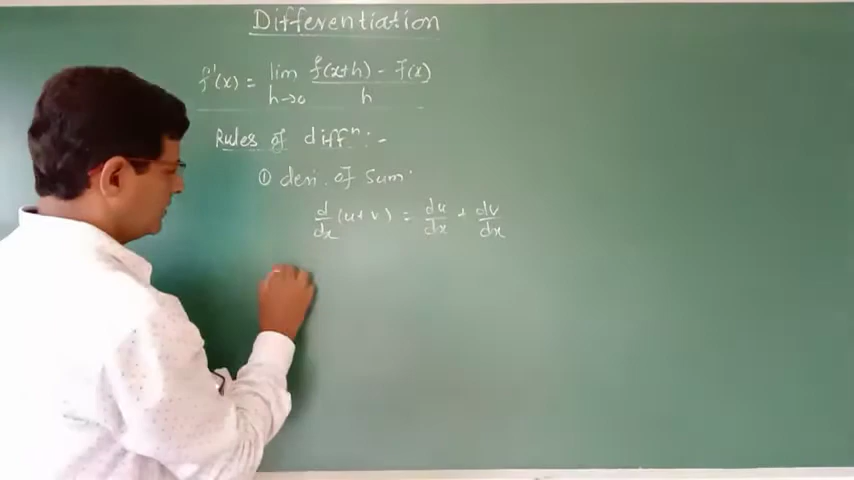 Differentiation
f'(x) = lim h→0 f(x+h) - f(x) / h
Rules of diffn:-
① deri. of sum:
d/dx (u+v) = du/dx + dv/dx